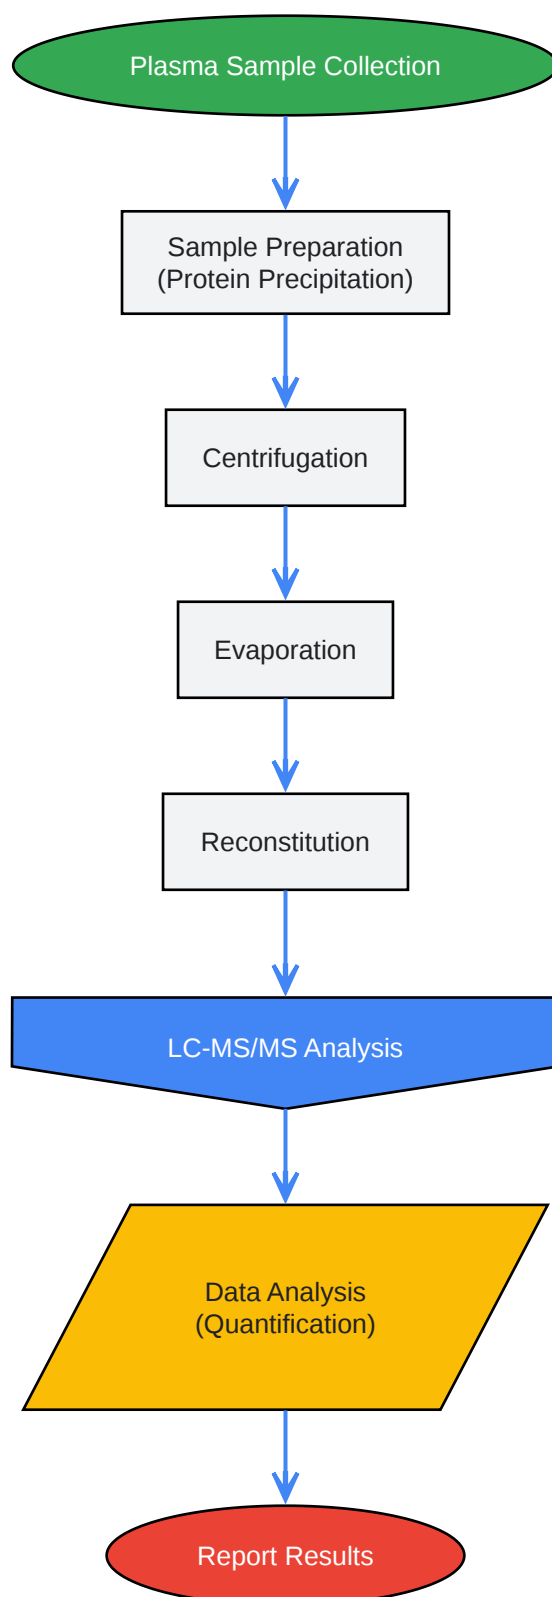 Plasma Sample Collection
Sample Preparation
(Protein Precipitation)
Centrifugation
Evaporation
Reconstitution
LC-MS/MS Analysis
Data Analysis
(Quantification)
Report Results